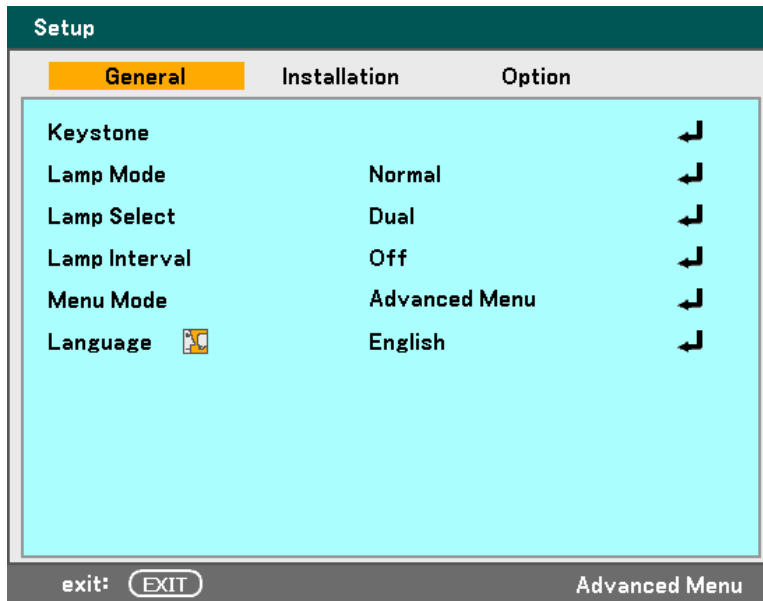 Setup
General Installation Option
Keystone
Lamp Mode Normal
Lamp Select Dual
Lamp Interval Off
Menu Mode Advanced Menu
Language English
exit: EXIT Advanced Menu